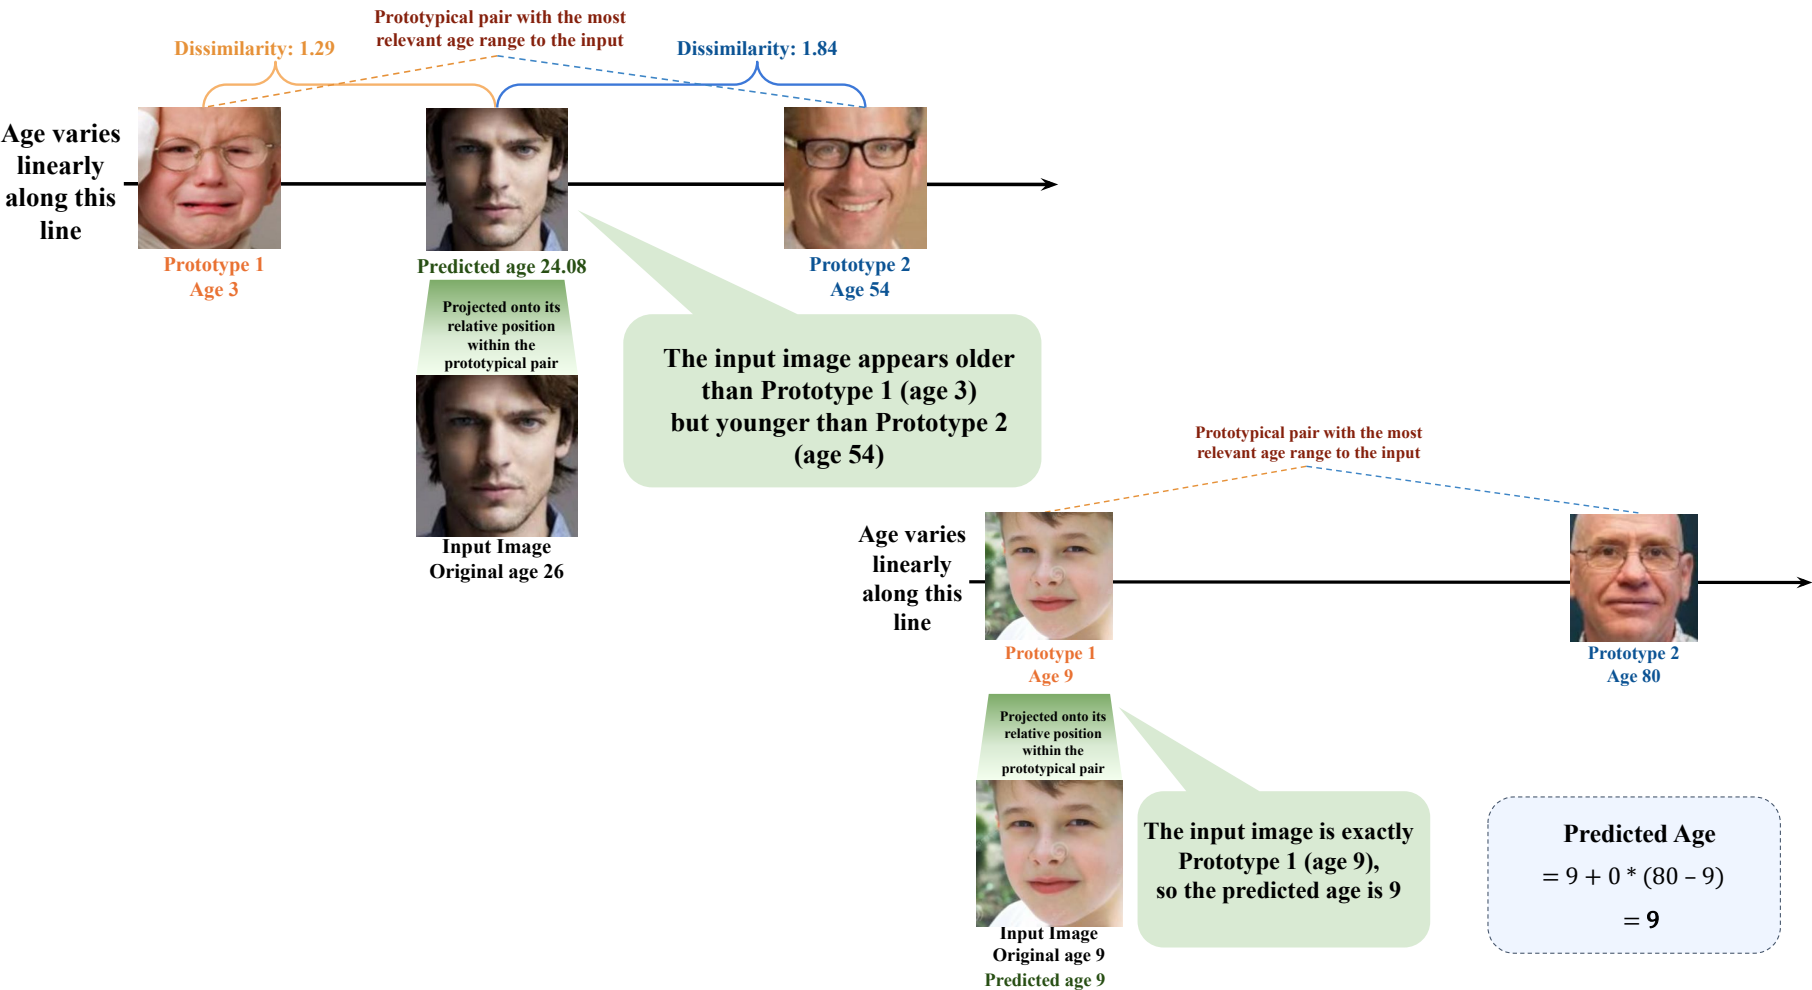 Prototypical pair with the most
relevant age range to the input
Dissimilarity: 1.29
Dissimilarity: 1.84
Age varies
linearly
along this
line
Prototype 1
Age 3
Predicted age 24.08
Prototype 2
Age 54
Projected onto its
relative position
within the
prototypical pair
Input Image
Original age 26
The input image appears older
than Prototype 1 (age 3)
but younger than Prototype 2
(age 54)
Prototypical pair with the most
relevant age range to the input
Age varies
linearly
along this
line
Prototype 1
Age 9
Prototype 2
Age 80
Projected onto its
relative position
within the
prototypical pair
Input Image
Original age 9
Predicted age 9
The input image is exactly
Prototype 1 (age 9),
so the predicted age is 9
Predicted Age
= 9 + 0 * (80 – 9)
= 9